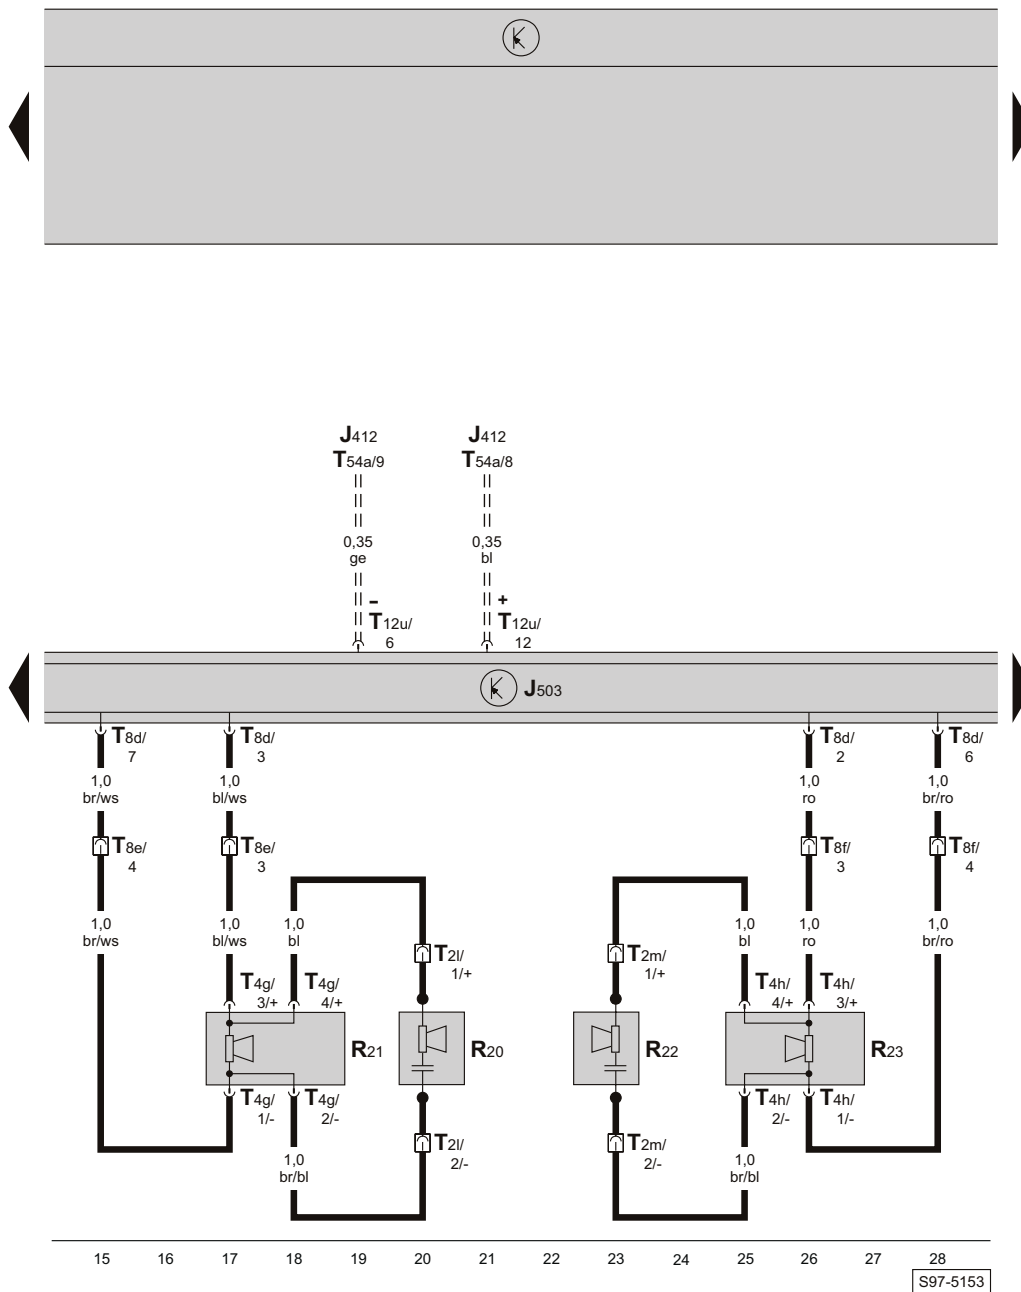 J412 J412
T54a/9 T54a/8
0,35 0,35
ge bl
– +
T12u/ T12u/
6 12
J503
T8d/ T8d/ T8d/ T8d/
7 3 2 6
1,0 1,0 1,0 1,0
br/ws bl/ws ro br/ro
T8e/ T8e/ T8f/ T8f/
4 3 3 4
1,0 1,0 1,0 1,0 1,0 1,0
br/ws bl/ws bl bl ro br/ro
T2l/ T2m/
1/+ 1/+
T4g/ T4g/ T4h/ T4h/
3/+ 4/+ 4/+ 3/+
R21 R20 R22 R23
T4g/ T4g/ T4h/ T4h/
1/- 2/- 2/- 1/-
T2l/ T2m/
2/- 2/-
1,0 1,0
br/bl br/bl
15 16 17 18 19 20 21 22 23 24 25 26 27 28
S97-5153